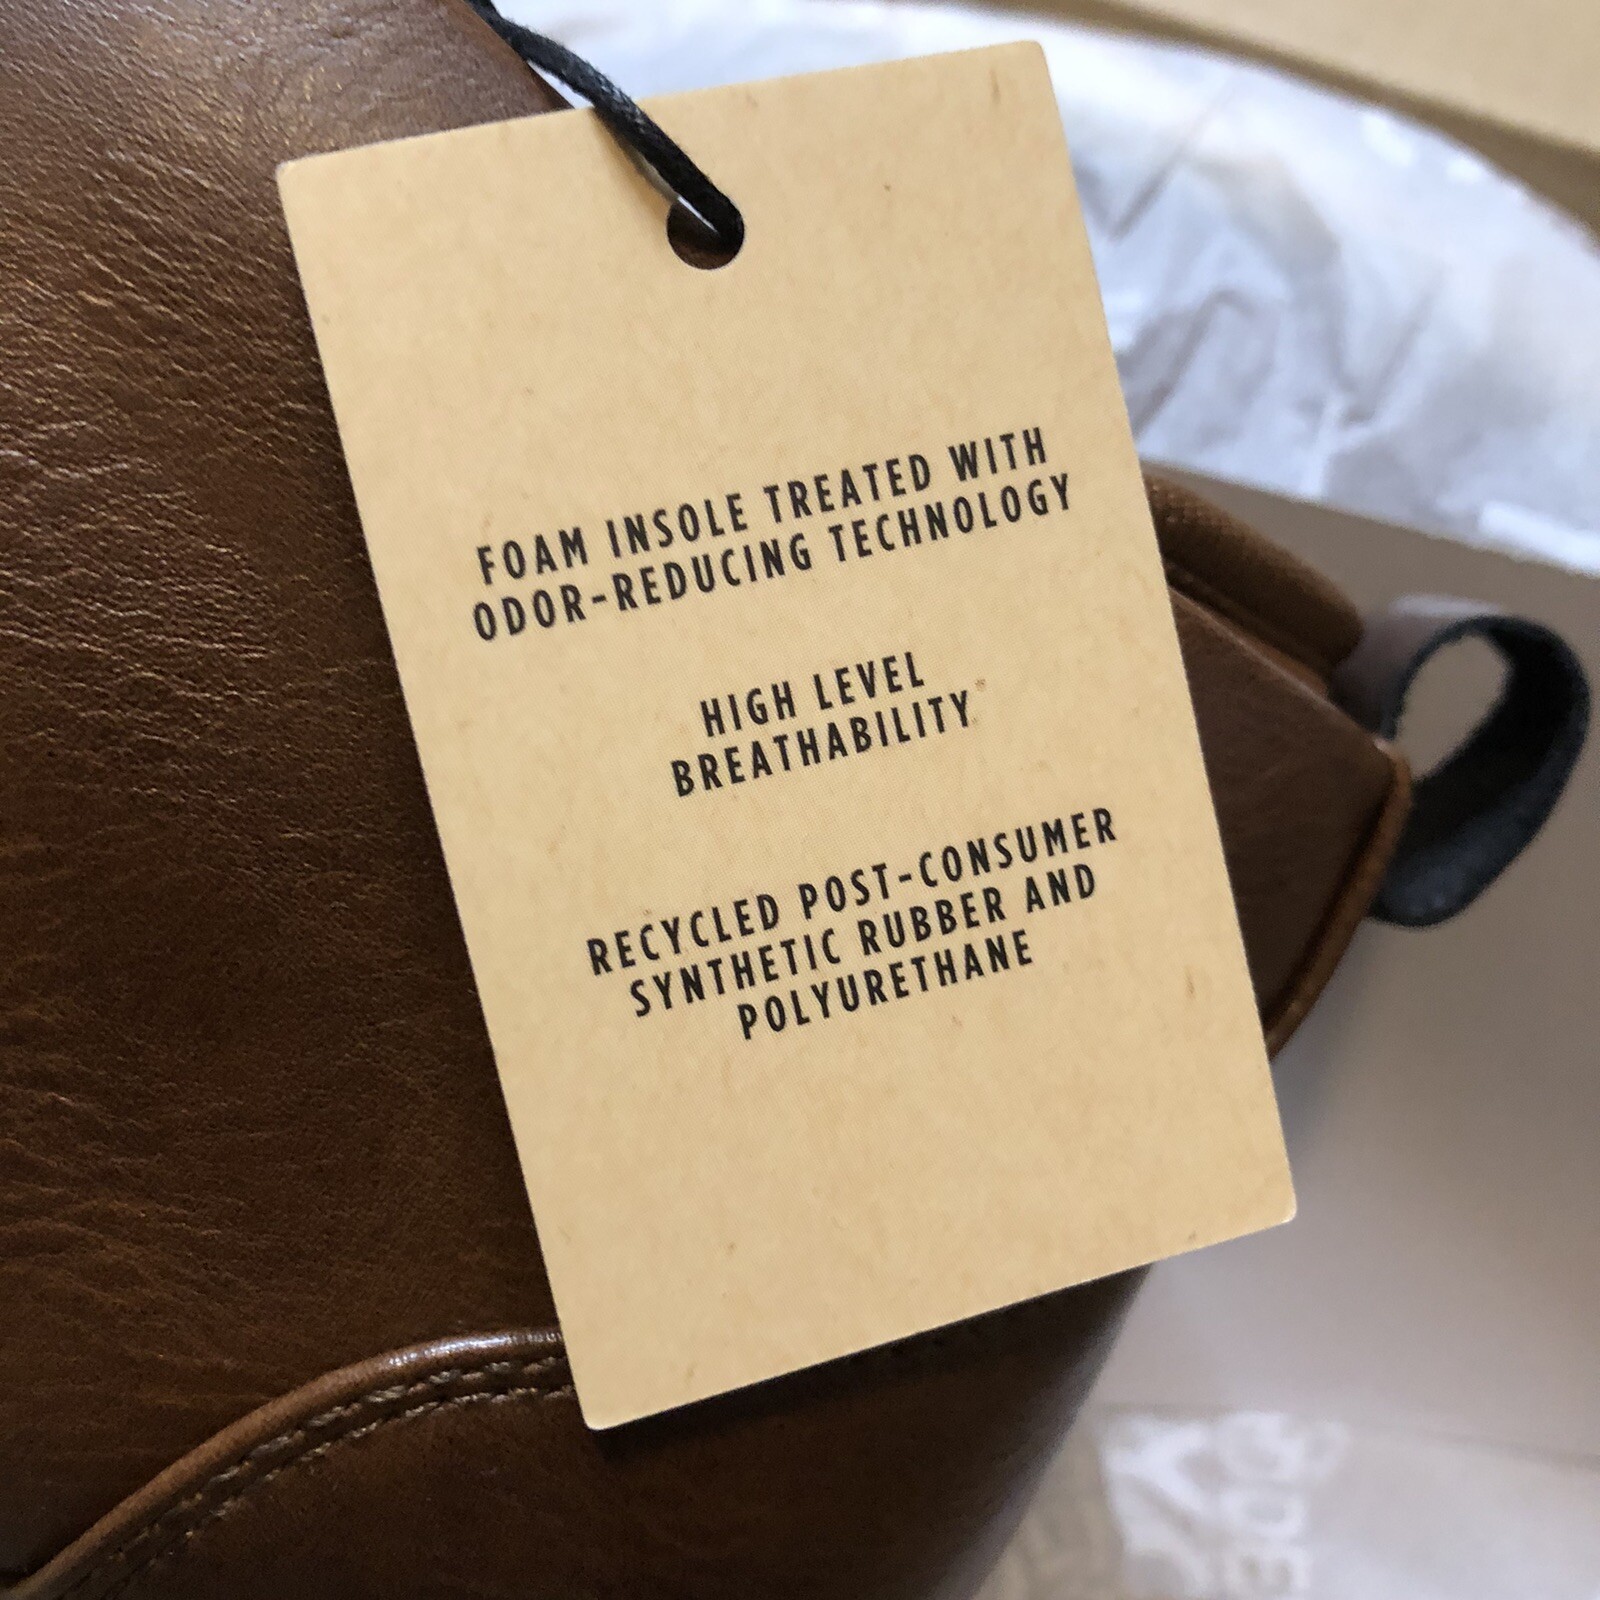 FOAM INSOLE TREATED WITH
ODOR-REDUCING TECHNOLOGY
HIGH LEVEL
BREATHABILITY
RECYCLED POST-CONSUMER
SYNTHETIC RUBBER AND
POLYURETHANE